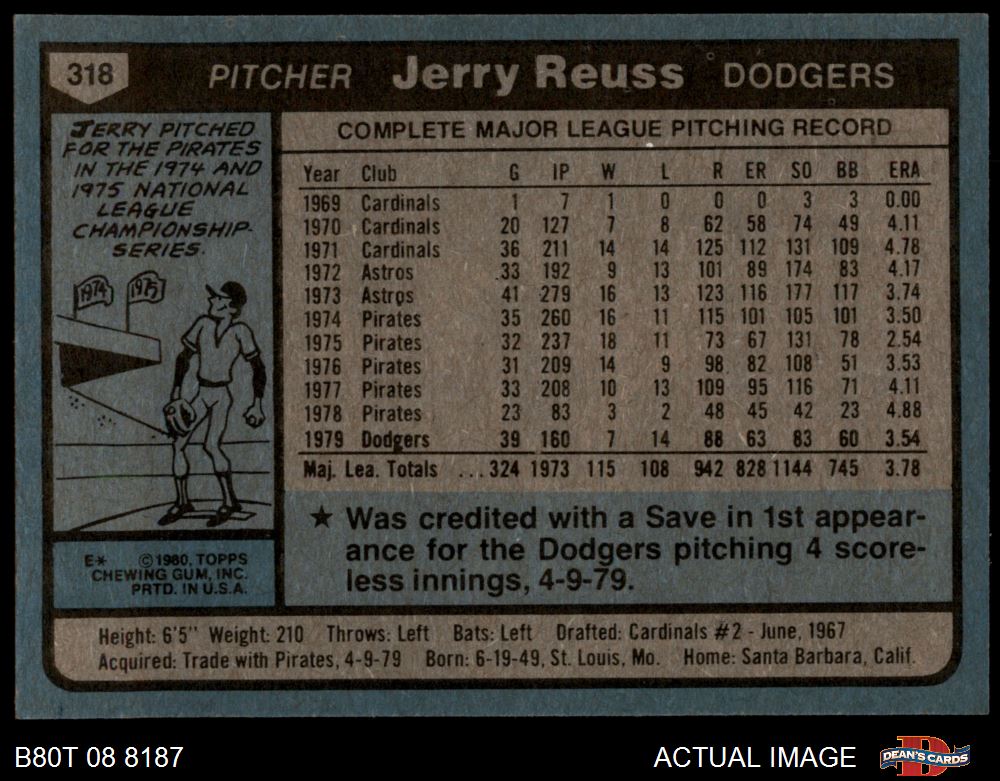 318 PITCHER Jerry Reuss DODGERS
JERRY PITCHED
FOR THE PIRATES
IN THE 1974 AND
1975 NATIONAL
LEAGUE
CHAMPIONSHIP
SERIES.
1974 1975
E* ©1980, TOPPS
CHEWING GUM, INC.
PRTD. IN U.S.A.
COMPLETE MAJOR LEAGUE PITCHING RECORD
Year Club G IP W L R ER SO BB ERA
1969 Cardinals 1 7 1 0 0 0 3 3 0.00
1970 Cardinals 20 127 7 8 62 58 74 49 4.11
1971 Cardinals 36 211 14 14 125 112 131 109 4.78
1972 Astros 33 192 9 13 101 89 174 83 4.17
1973 Astros 41 279 16 13 123 116 177 117 3.74
1974 Pirates 35 260 16 11 115 101 105 101 3.50
1975 Pirates 32 237 18 11 73 67 131 78 2.54
1976 Pirates 31 209 14 9 98 82 108 51 3.53
1977 Pirates 33 208 10 13 109 95 116 71 4.11
1978 Pirates 23 83 3 2 48 45 42 23 4.88
1979 Dodgers 39 160 7 14 88 63 83 60 3.54
Maj. Lea. Totals ...324 1973 115 108 942 828 1144 745 3.78
★ Was credited with a Save in 1st appear-
ance for the Dodgers pitching 4 score-
less innings, 4-9-79.
Height: 6'5" Weight: 210 Throws: Left Bats: Left Drafted: Cardinals #2 - June, 1967
Acquired: Trade with Pirates, 4-9-79 Born: 6-19-49, St. Louis, Mo. Home: Santa Barbara, Calif.
B80T 08 8187 ACTUAL IMAGE DEAN'S CARDS